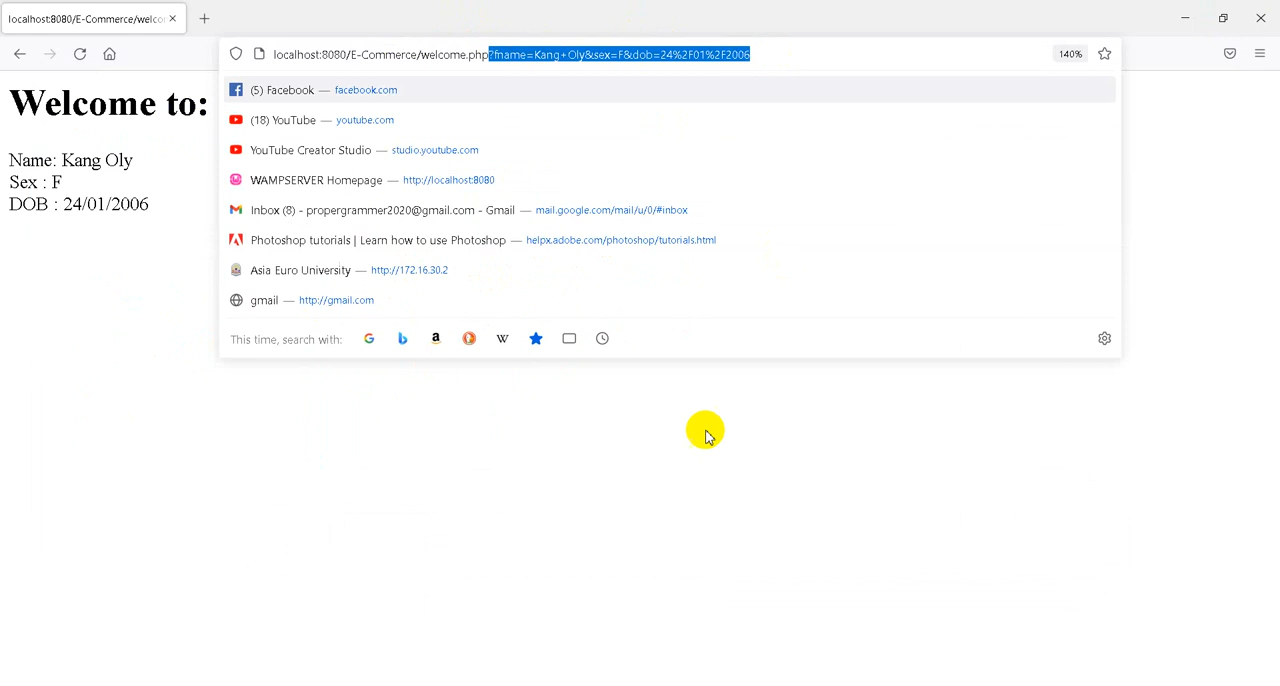 localhost:8080/E-Commerce/welco
localhost:8080/E-Commerce/welcome.php?fname=Kang+Oly&sex=F&dob=24%2F01%2F2006
140%
Welcome to:
Name: Kang Oly
Sex : F
DOB : 24/01/2006
(5) Facebook — facebook.com
(18) YouTube — youtube.com
YouTube Creator Studio — studio.youtube.com
WAMPSERVER Homepage — http://localhost:8080
Inbox (8) - propergrammer2020@gmail.com - Gmail — mail.google.com/mail/u/0/#inbox
Photoshop tutorials | Learn how to use Photoshop — helpx.adobe.com/photoshop/tutorials.html
Asia Euro University — http://172.16.30.2
gmail — http://gmail.com
This time, search with: